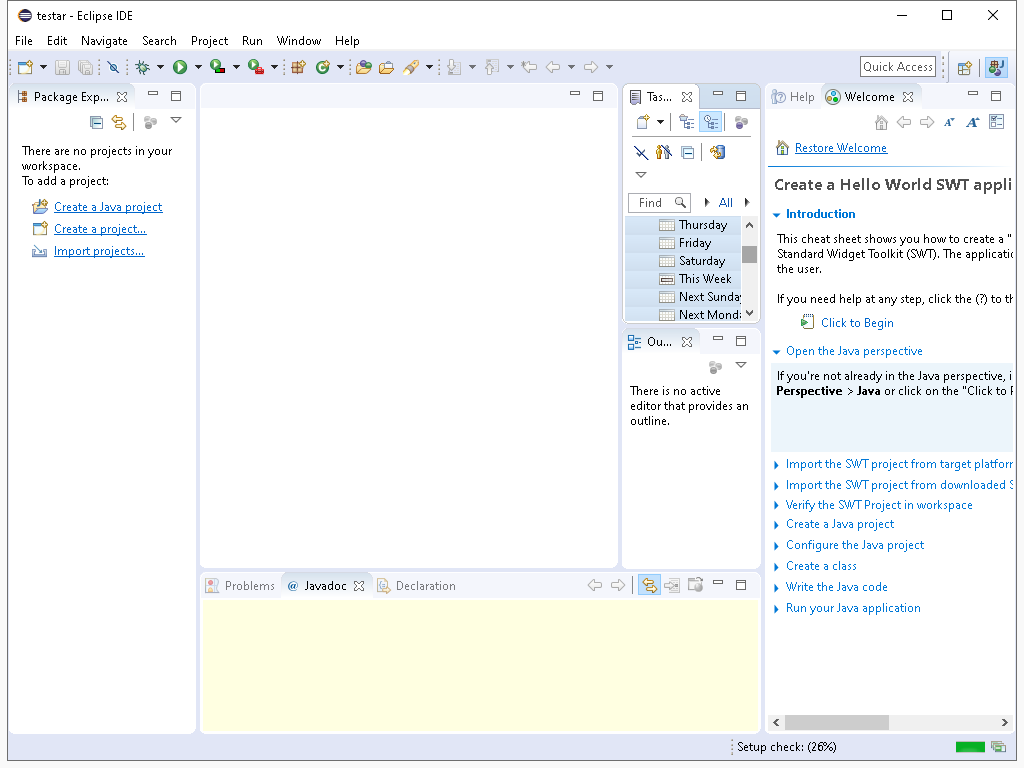 testar - Eclipse IDE
File Edit Navigate Search Project Run Window Help
Quick Access
Package Exp...
There are no projects in your
workspace.
To add a project:
Create a Java project
Create a project...
Import projects...
Tas...
Find
All
Thursday
Friday
Saturday
This Week
Next Sunday
Next Mond
Ou...
There is no active
editor that provides an
outline.
Help Welcome
Restore Welcome
Create a Hello World SWT appli
Introduction
This cheat sheet shows you how to create a "
Standard Widget Toolkit (SWT). The applicati
the user.
If you need help at any step, click the (?) to th
Click to Begin
Open the Java perspective
If you're not already in the Java perspective, i
Perspective > Java or click on the "Click to P
Import the SWT project from target platform
Import the SWT project from downloaded S
Verify the SWT Project in workspace
Create a Java project
Configure the Java project
Create a class
Write the Java code
Run your Java application
Problems @ Javadoc Declaration
Setup check: (26%)